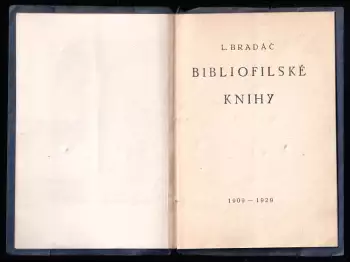 L. BRADÁČ
BIBLIOFILSKÉ
KNIHY
1909 – 1929